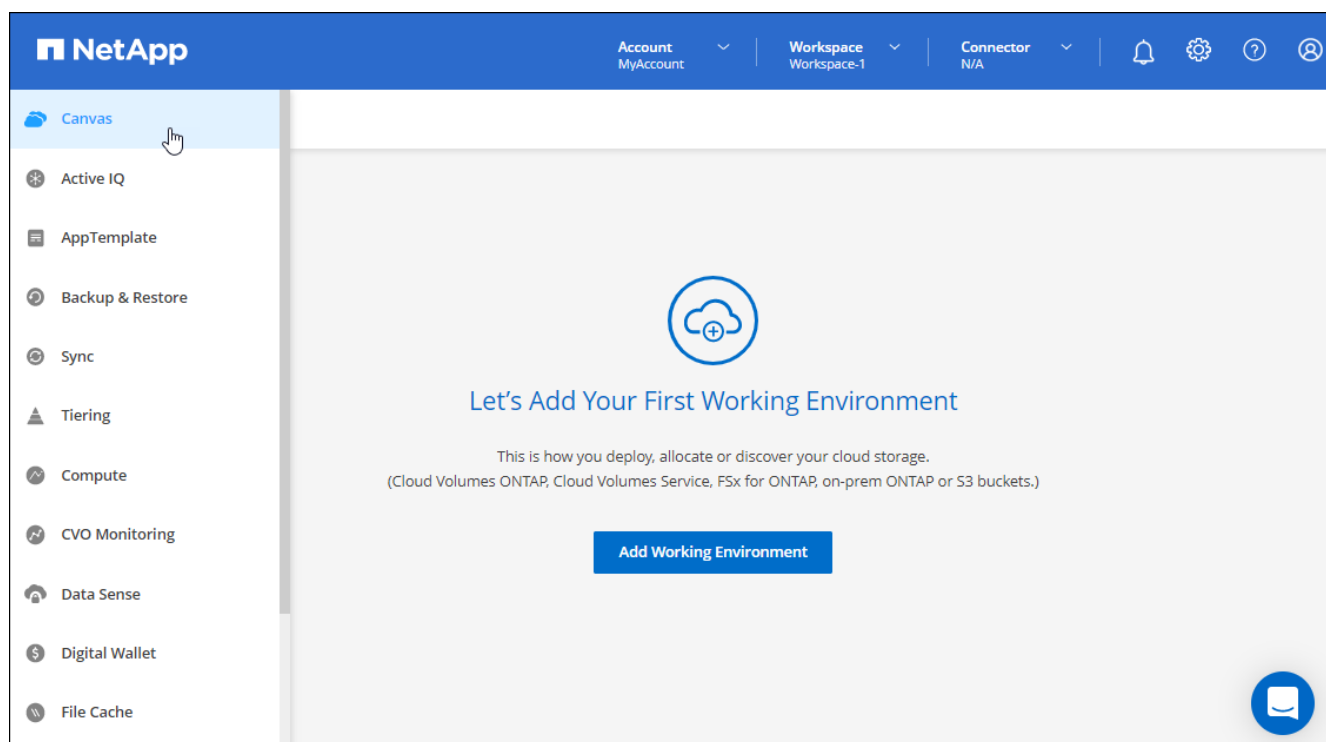 NetApp
Account
MyAccount
Workspace
Workspace-1
Connector
N/A
Canvas
Active IQ
AppTemplate
Backup & Restore
Sync
Tiering
Compute
CVO Monitoring
Data Sense
Digital Wallet
File Cache
Let's Add Your First Working Environment
This is how you deploy, allocate or discover your cloud storage.
(Cloud Volumes ONTAP, Cloud Volumes Service, FSx for ONTAP, on-prem ONTAP or S3 buckets.)
Add Working Environment